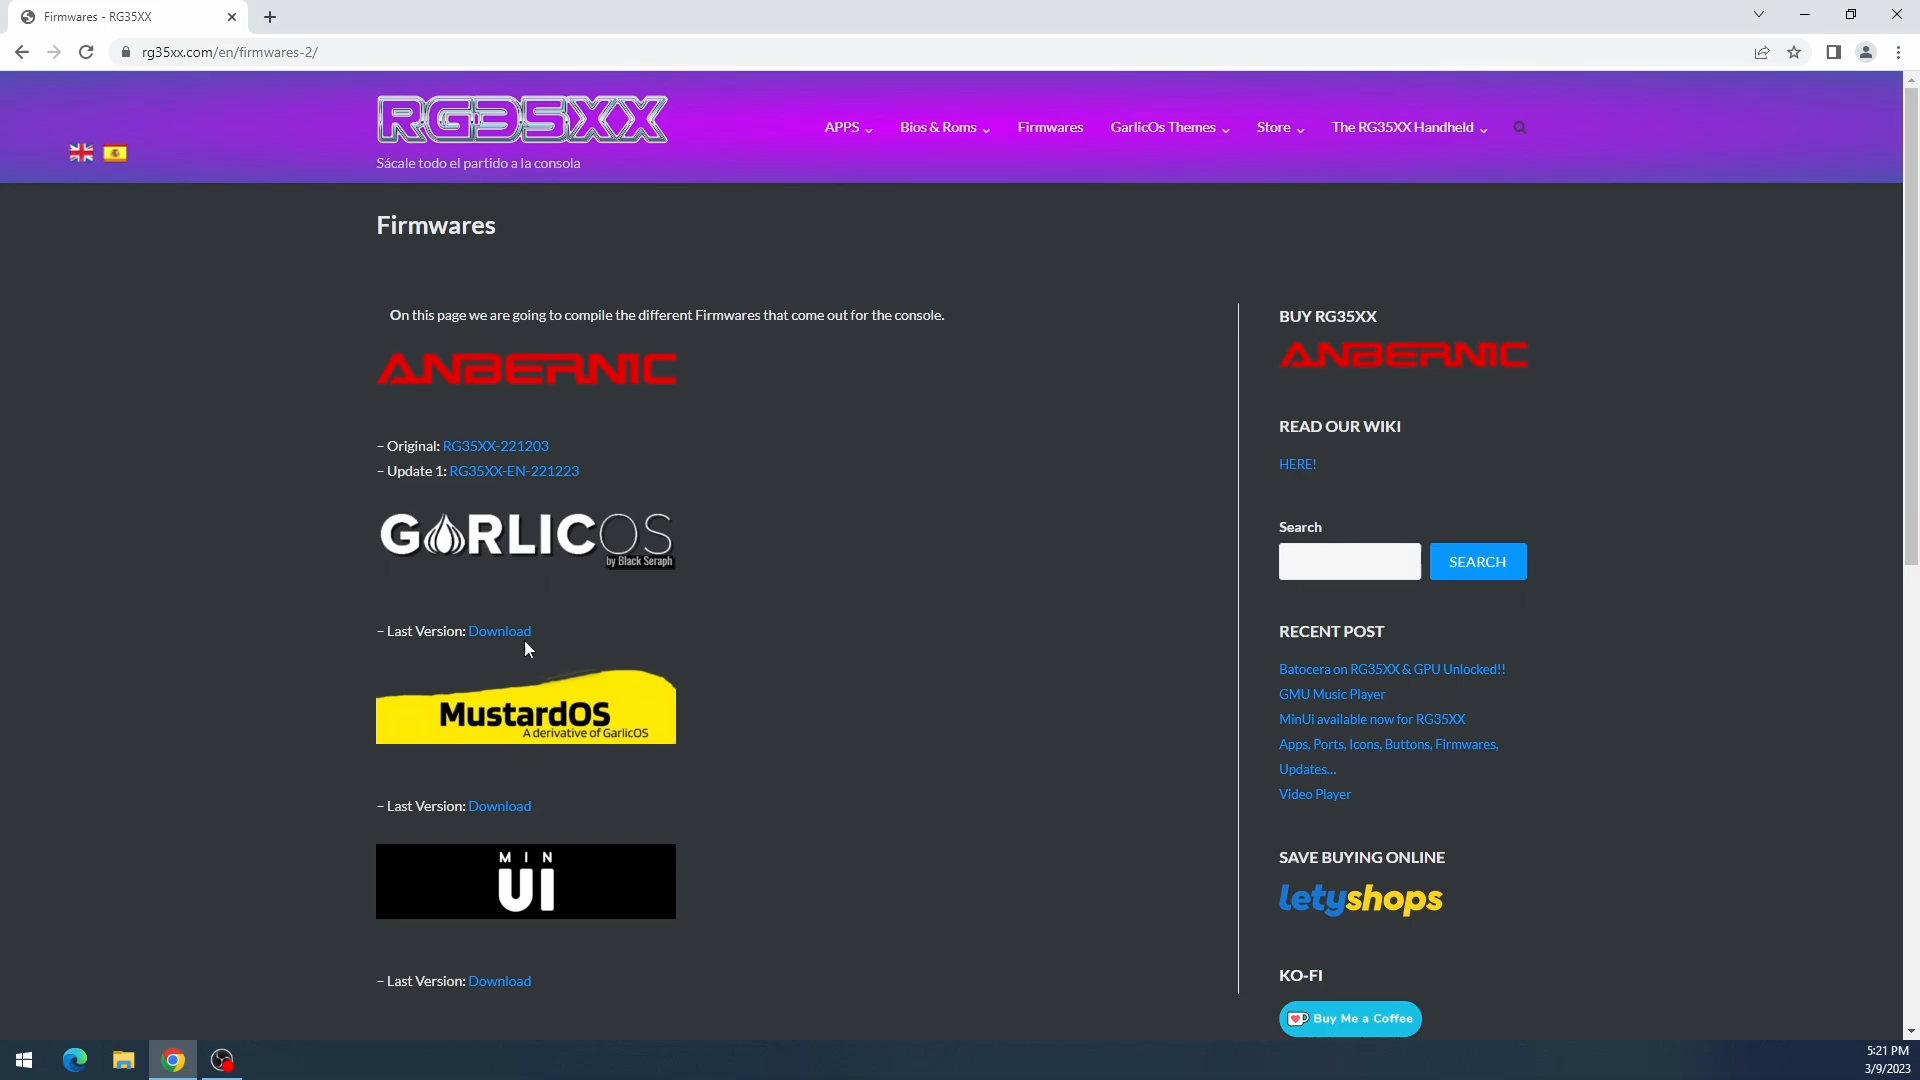 Firmwares - RG35XX
rg35xx.com/en/firmwares-2/
RG35XX
Sácale todo el partido a la consola
APPS
Bios & Roms
Firmwares
GarlicOs Themes
Store
The RG35XX Handheld
Firmwares
On this page we are going to compile the different Firmwares that come out for the console.
ANBERNIC
– Original: RG35XX-221203
– Update 1: RG35XX-EN-221223
GARLICOS
by Black Seraph
– Last Version: Download
MustardOS
A derivative of GarlicOS
– Last Version: Download
MIN
UI
– Last Version: Download
BUY RG35XX
ANBERNIC
READ OUR WIKI
HERE!
Search
SEARCH
RECENT POST
Batocera on RG35XX & GPU Unlocked!!
GMU Music Player
MinUi available now for RG35XX
Apps, Ports, Icons, Buttons, Firmwares,
Updates…
Video Player
SAVE BUYING ONLINE
letyshops
KO-FI
Buy Me a Coffee
5:21 PM
3/9/2023